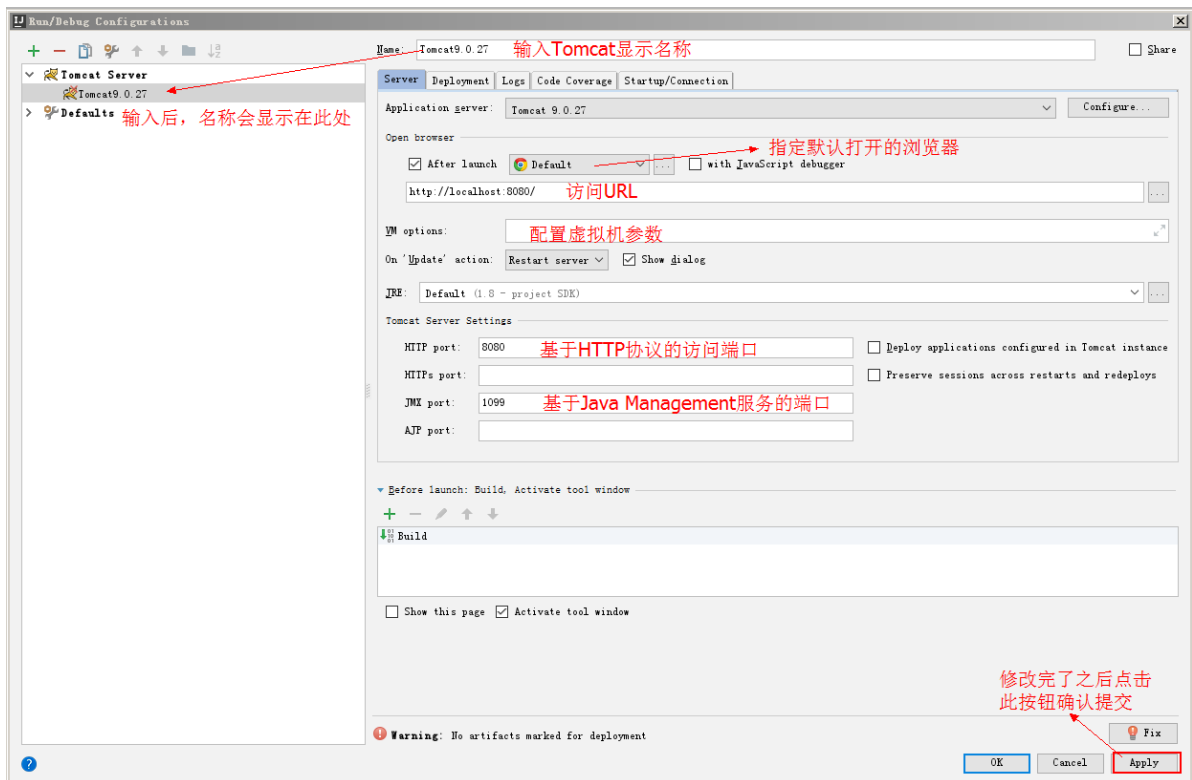 Run/Debug Configurations
Name: Tomcat9.0.27 输入Tomcat显示名称 Share
Tomcat Server
Tomcat9.0.27
Defaults 输入后，名称会显示在此处
Server Deployment Logs Code Coverage Startup/Connection
Application server: Tomcat 9.0.27 Configure...
Open browser
指定默认打开的浏览器
After launch Default ... with JavaScript debugger
http://localhost:8080/ 访问URL ...
VM options: 配置虚拟机参数
On 'Update' action: Restart server Show dialog
JRE: Default (1.8 - project SDK) ...
Tomcat Server Settings
HTTP port: 8080 基于HTTP协议的访问端口 Deploy applications configured in Tomcat instance
HTTPs port: Preserve sessions across restarts and redeploys
JMX port: 1099 基于Java Management服务的端口
AJP port:
Before launch: Build, Activate tool window
Build
Show this page Activate tool window
修改完了之后点击
此按钮确认提交
Warning: No artifacts marked for deployment Fix
? OK Cancel Apply